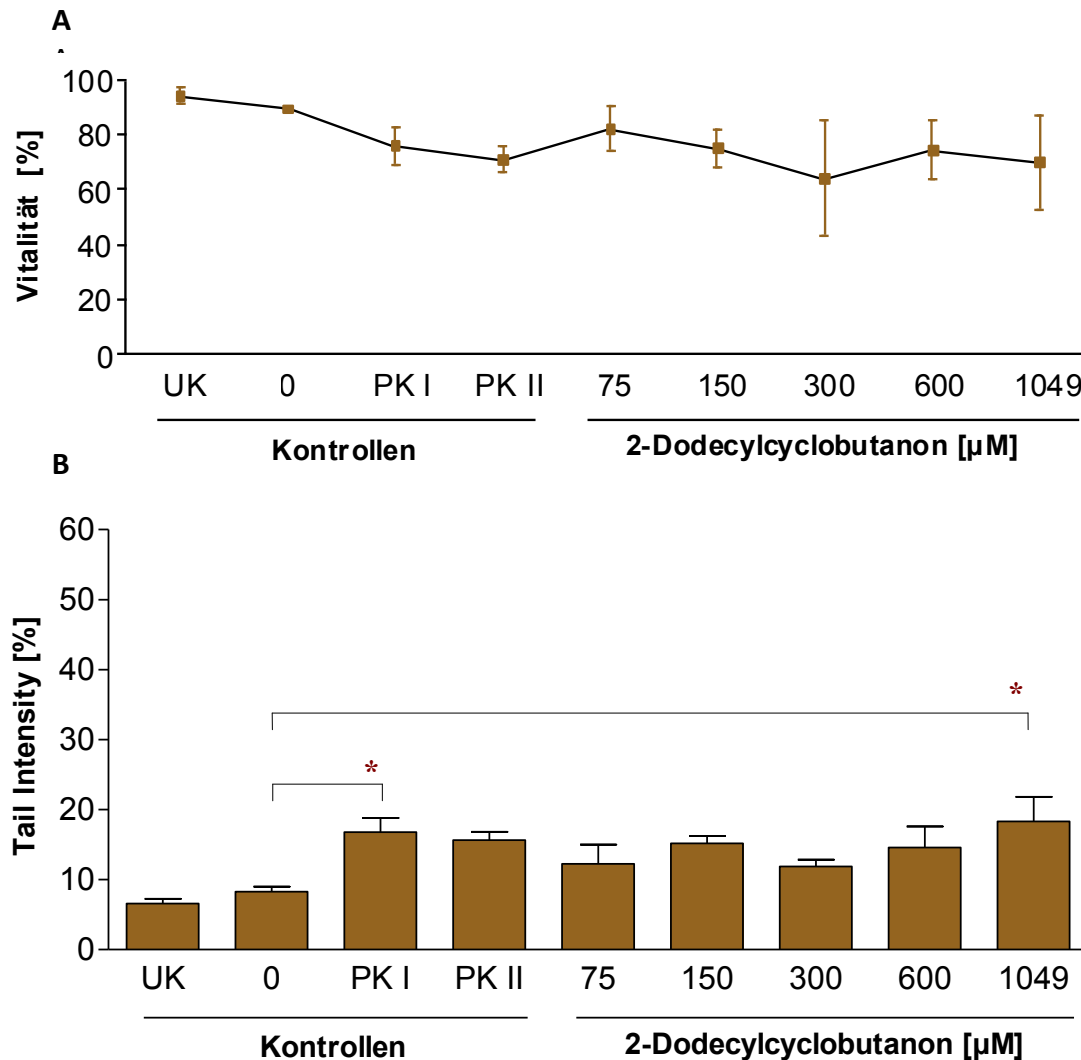 A
100
80
60
40
20
0
Vitalität [%]
UK 0 PK I PK II 75 150 300 600 1049
Kontrollen 2-Dodecylcyclobutanon [µM]
B
60
50
40
30
20
10
0
Tail Intensity [%]
*
*
UK 0 PK I PK II 75 150 300 600 1049
Kontrollen 2-Dodecylcyclobutanon [µM]